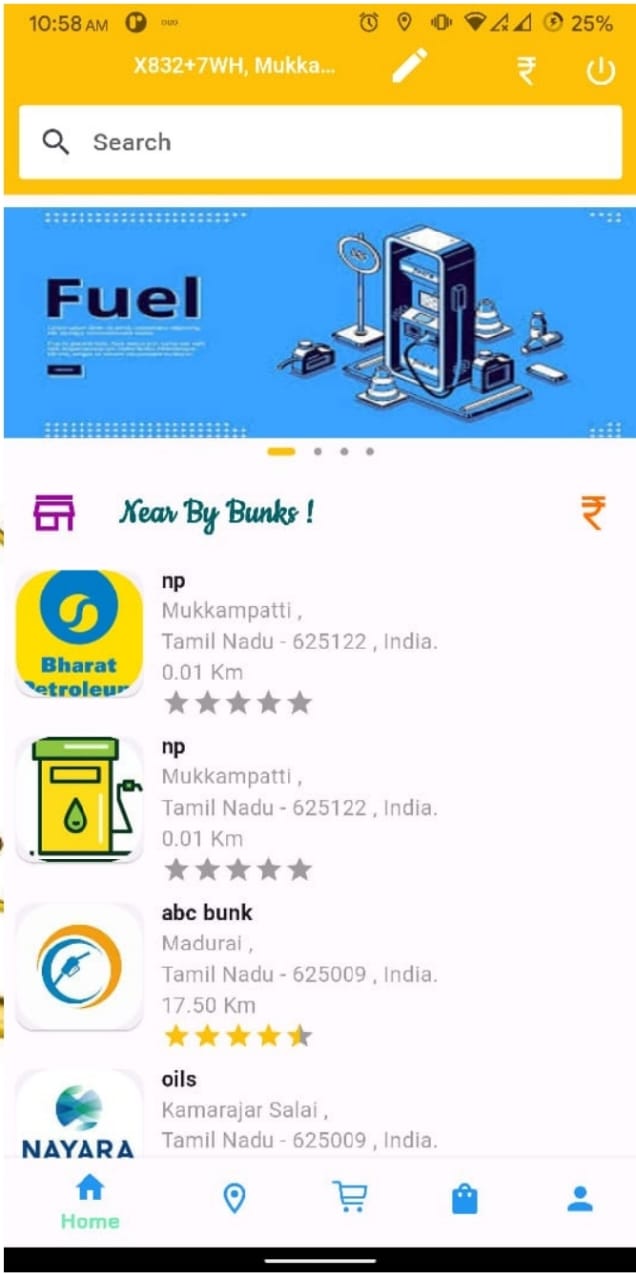 10:58 AM
25%
X832+7WH, Mukka...
Search
Fuel
Near By Bunks !
np
Mukkampatti ,
Tamil Nadu - 625122 , India.
0.01 Km
Bharat
Petroleum
np
Mukkampatti ,
Tamil Nadu - 625122 , India.
0.01 Km
abc bunk
Madurai ,
Tamil Nadu - 625009 , India.
17.50 Km
oils
Kamarajar Salai ,
Tamil Nadu - 625009 , India.
NAYARA
Home